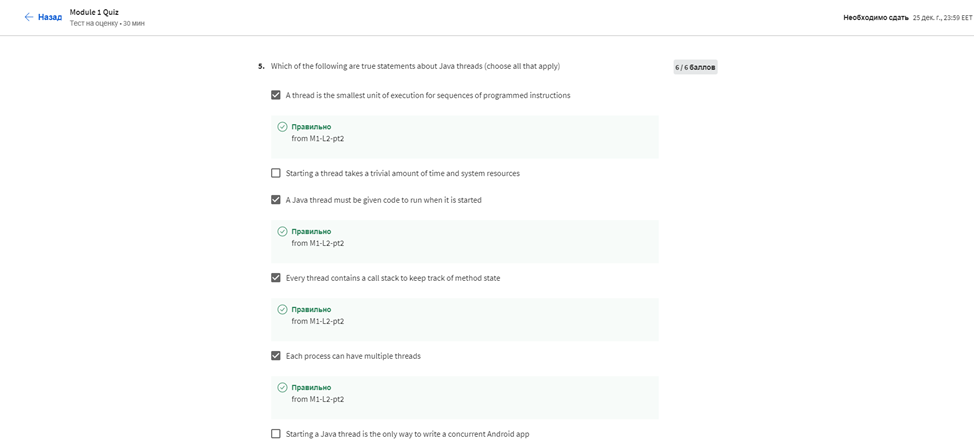 Назад
Module 1 Quiz
Тест на оценку • 30 мин
Необходимо сдать 25 дек. г., 23:59 EET
5. Which of the following are true statements about Java threads (choose all that apply)
6 / 6 баллов
A thread is the smallest unit of execution for sequences of programmed instructions
Правильно
from M1-L2-pt2
Starting a thread takes a trivial amount of time and system resources
A Java thread must be given code to run when it is started
Правильно
from M1-L2-pt2
Every thread contains a call stack to keep track of method state
Правильно
from M1-L2-pt2
Each process can have multiple threads
Правильно
from M1-L2-pt2
Starting a Java thread is the only way to write a concurrent Android app